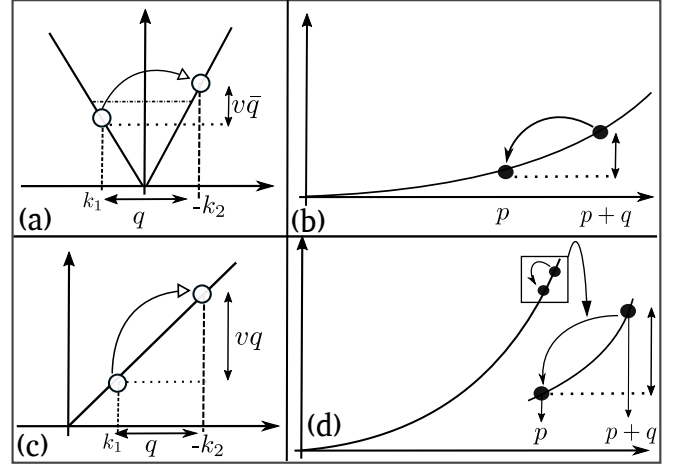 vq̄
k₁
q
-k₂
(a)
p
p + q
(b)
vq
k₁
q
-k₂
(c)
p
p + q
(d)